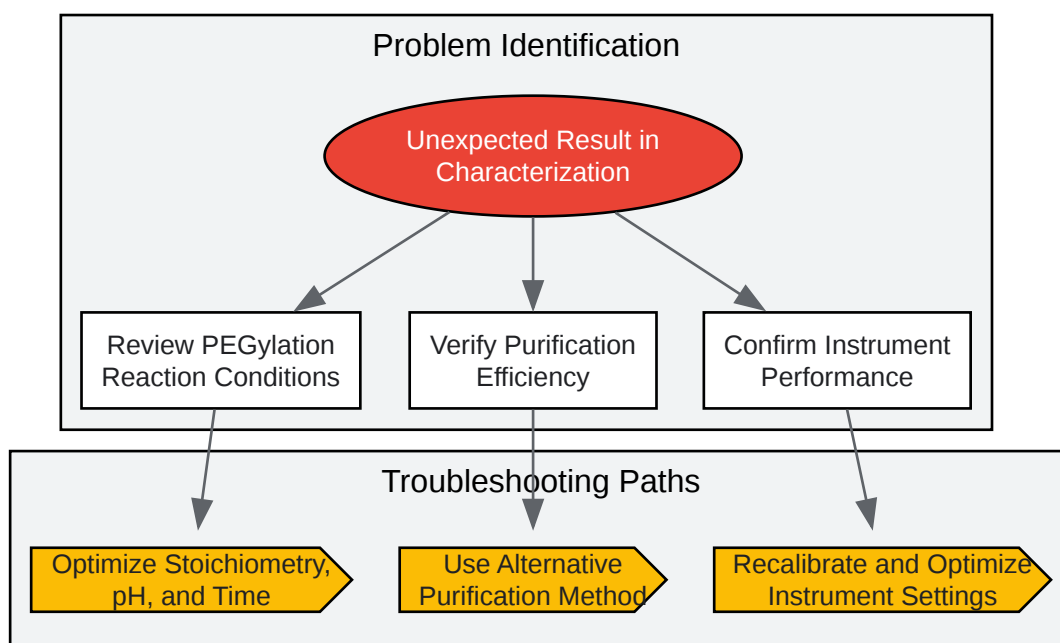 Problem Identification
Unexpected Result in
Characterization
Review PEGylation
Reaction Conditions
Verify Purification
Efficiency
Confirm Instrument
Performance
Troubleshooting Paths
Optimize Stoichiometry,
pH, and Time
Use Alternative
Purification Method
Recalibrate and Optimize
Instrument Settings